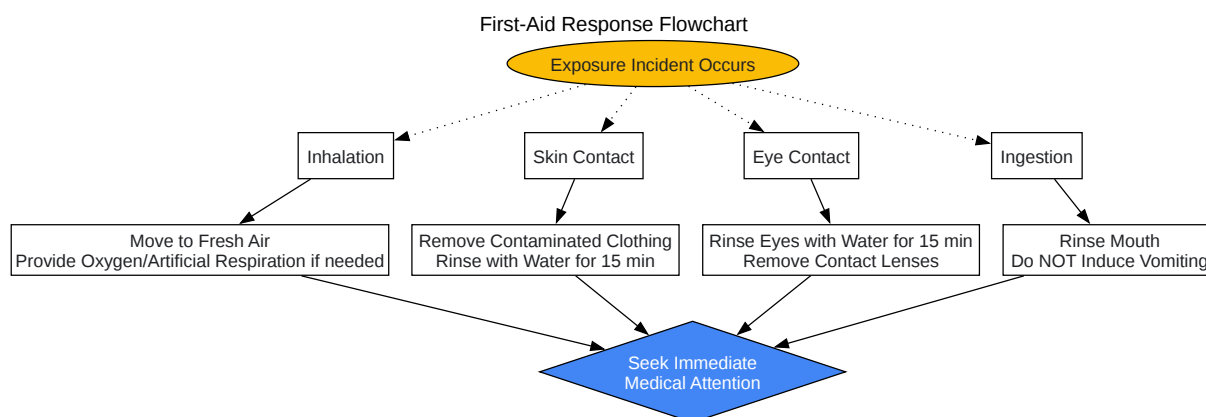 First-Aid Response Flowchart
Exposure Incident Occurs
Inhalation
Skin Contact
Eye Contact
Ingestion
Move to Fresh Air
Provide Oxygen/Artificial Respiration if needed
Remove Contaminated Clothing
Rinse with Water for 15 min
Rinse Eyes with Water for 15 min
Remove Contact Lenses
Rinse Mouth
Do NOT Induce Vomiting
Seek Immediate
Medical Attention